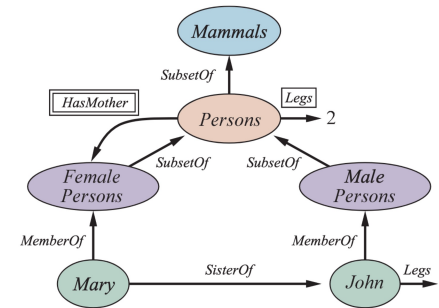 Mammals
SubsetOf
HasMother
Legs
Persons
2
SubsetOf
SubsetOf
Female
Persons
Male
Persons
MemberOf
MemberOf
Mary
SisterOf
John
Legs